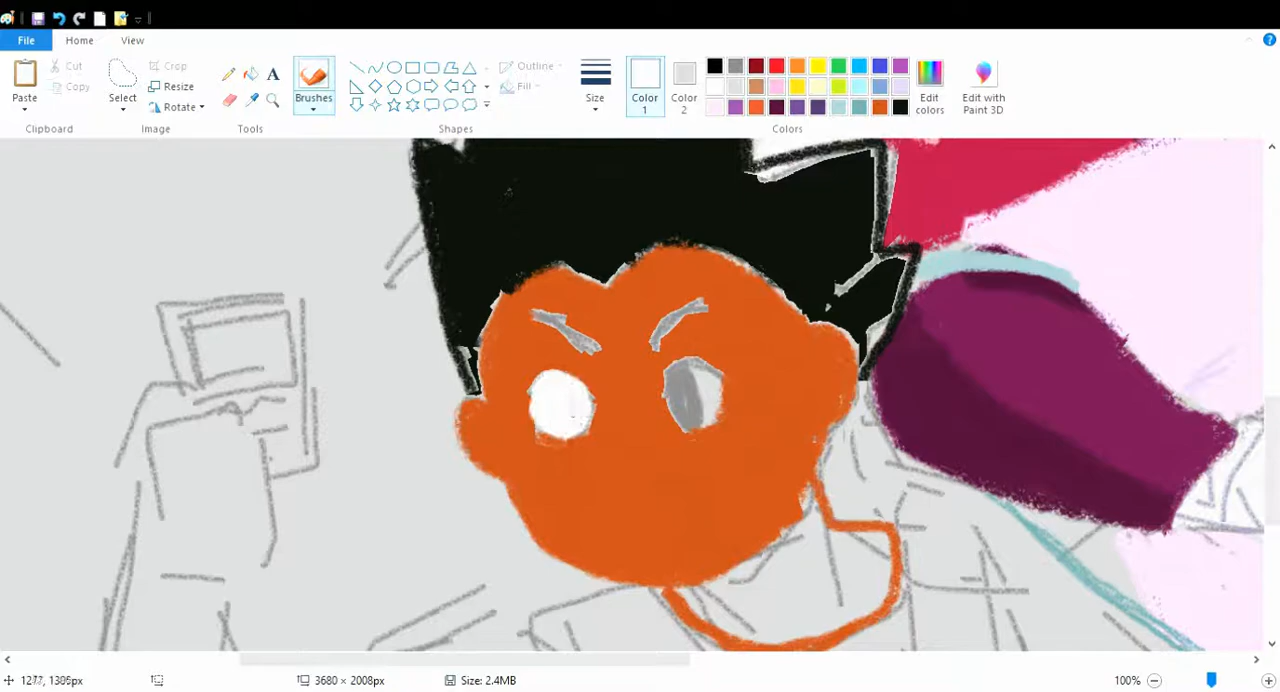 File Home View
Paste
Cut
Copy
Select
Crop
Resize
Rotate
A
Brushes
Outline
Fill
Size
Color
1
Color
2
Edit
colors
Edit with
Paint 3D
Clipboard Image Tools Shapes Colors
3680 × 2008px Size: 2.4MB 100%